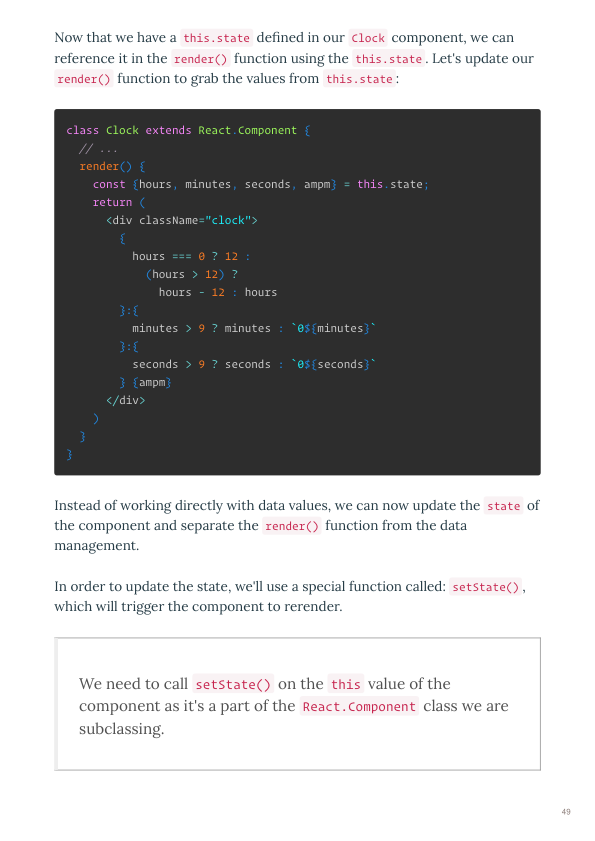 Now that we have a this.state defined in our Clock component, we can
reference it in the render() function using the this.state. Let's update our
render() function to grab the values from this.state:
class Clock extends React.Component {
  // ...
  render() {
    const {hours, minutes, seconds, ampm} = this.state;
    return (
      <div className="clock">
        {
          hours === 0 ? 12 :
            (hours > 12) ?
              hours - 12 : hours
        }:{
          minutes > 9 ? minutes : `0${minutes}`
        }:{
          seconds > 9 ? seconds : `0${seconds}`
        } {ampm}
      </div>
    )
  }
}
Instead of working directly with data values, we can now update the state of
the component and separate the render() function from the data
management.
In order to update the state, we'll use a special function called: setState(),
which will trigger the component to rerender.
We need to call setState() on the this value of the
component as it's a part of the React.Component class we are
subclassing.
49